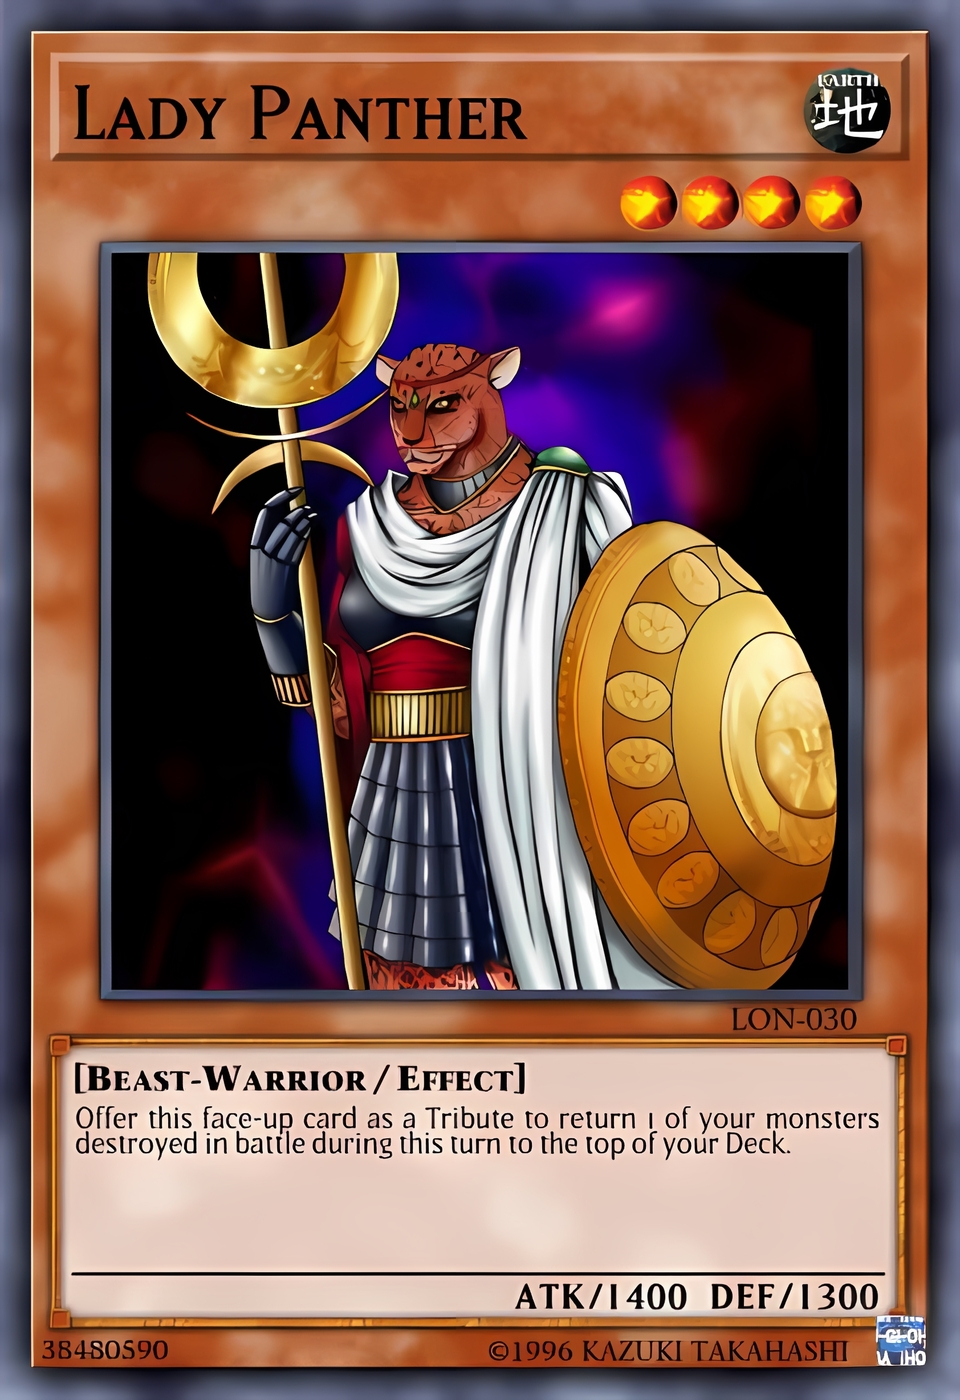 LADY PANTHER
EARTH
地
LON-030
[BEAST-WARRIOR / EFFECT]
Offer this face-up card as a Tribute to return 1 of your monsters
destroyed in battle during this turn to the top of your Deck.
ATK/1400 DEF/1300
38480590
©1996 KAZUKI TAKAHASHI